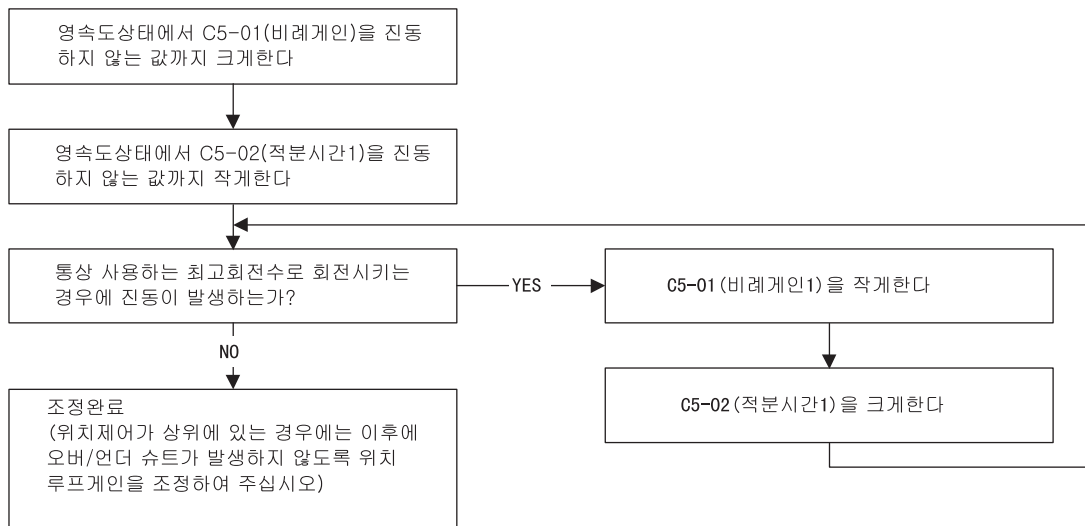 영속도상태에서 C5-01(비례게인)을 진동
하지 않는 값까지 크게한다
영속도상태에서 C5-02(적분시간1)을 진동
하지 않는 값까지 작게한다
통상 사용하는 최고회전수로 회전시키는
경우에 진동이 발생하는가?
YES
C5-01(비례게인1)을 작게한다
NO
C5-02(적분시간1)을 크게한다
조정완료
(위치제어가 상위에 있는 경우에는 이후에
오버/언더 슈트가 발생하지 않도록 위치
루프게인을 조정하여 주십시오)